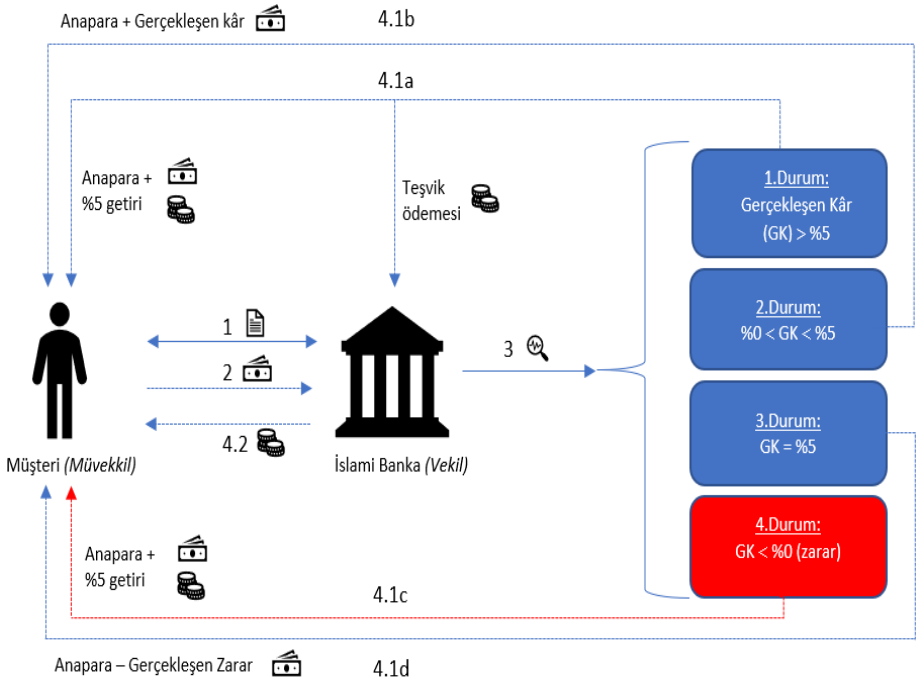 Anapara + Gerçekleşen kâr
4.1b
4.1a
Anapara +
%5 getiri
Teşvik
ödemesi
1.Durum:
Gerçekleşen Kâr
(GK) > %5
2.Durum:
%0 < GK < %5
1
2
3
4.2
3.Durum:
GK = %5
Müşteri (Müvekkil)
İslami Banka (Vekil)
4.Durum:
GK < %0 (zarar)
Anapara +
%5 getiri
4.1c
Anapara – Gerçekleşen Zarar
4.1d